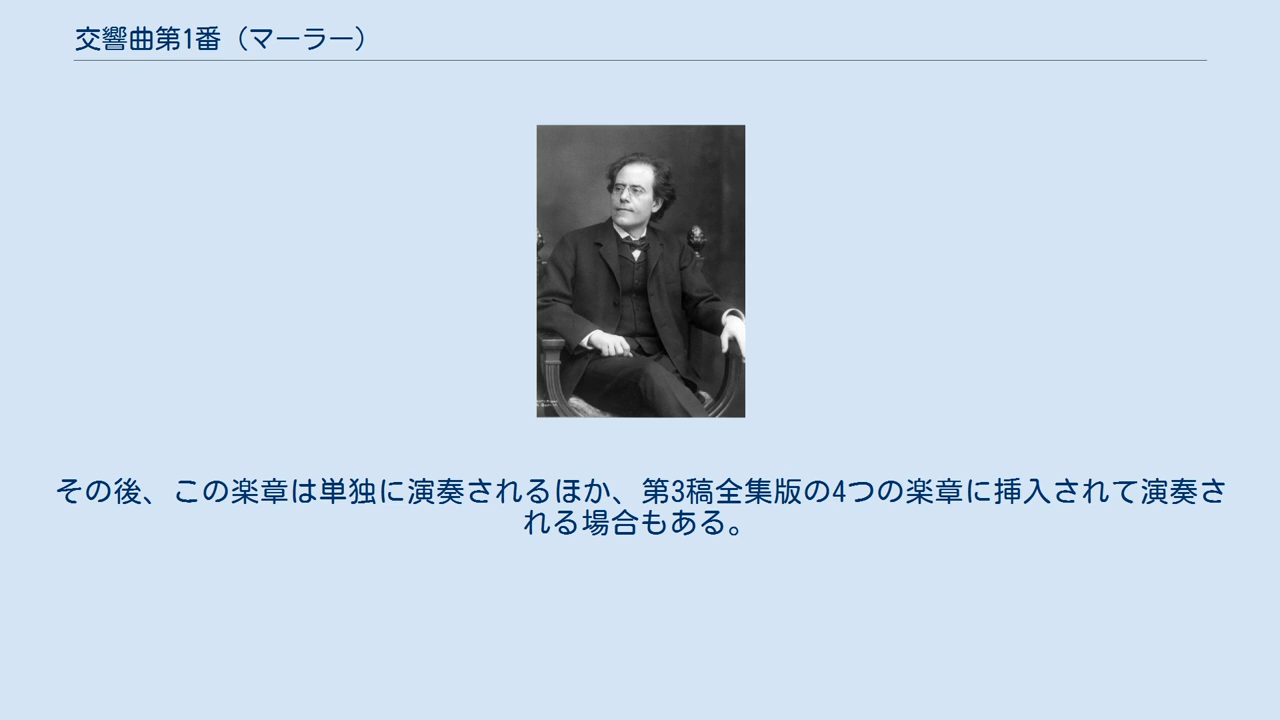 交響曲第1番（マーラー）
その後、この楽章は単独に演奏されるほか、第3稿全集版の4つの楽章に挿入されて演奏さ
れる場合もある。